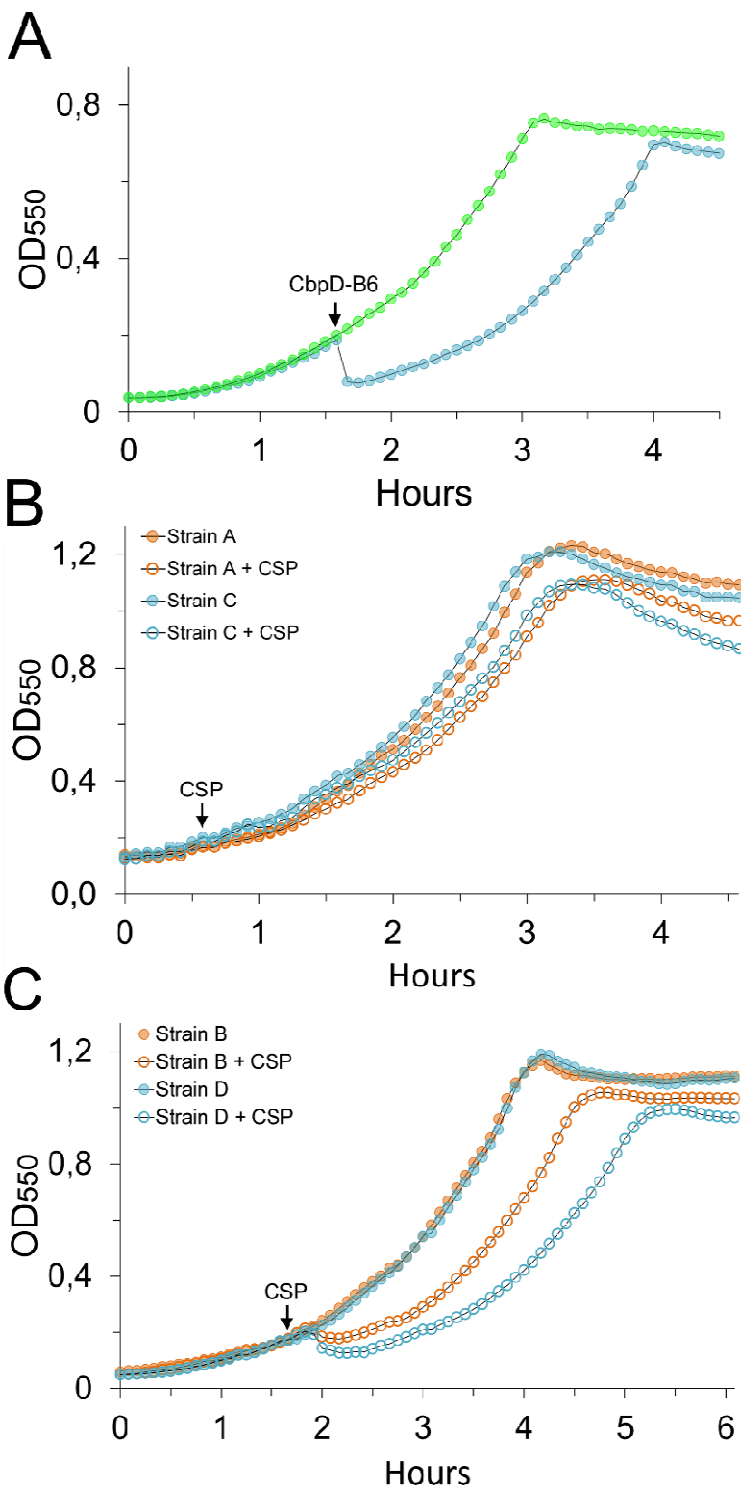 A
0,8
0,4
0
OD550
CbpD-B6
0 1 2 3 4
Hours
B
1,2
0,8
0,4
0,0
OD550
Strain A
Strain A + CSP
Strain C
Strain C + CSP
CSP
0 1 2 3 4
Hours
C
1,2
0,8
0,4
0
OD550
Strain B
Strain B + CSP
Strain D
Strain D + CSP
CSP
0 1 2 3 4 5 6
Hours